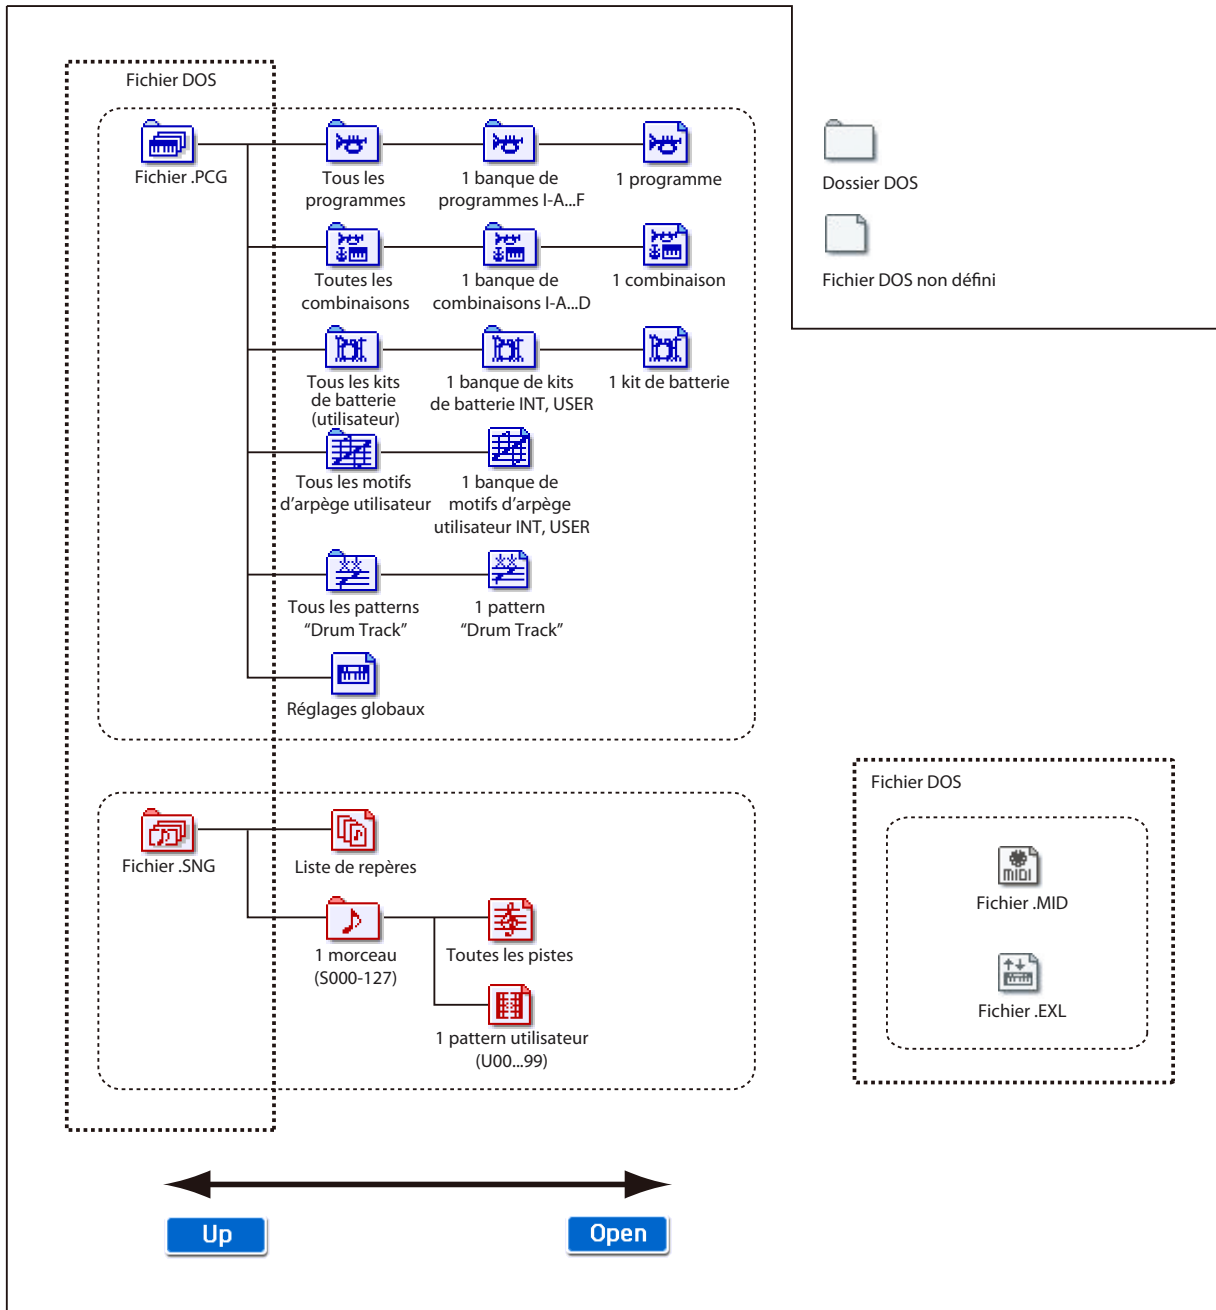 Fichier DOS
Fichier .PCG
Tous les
programmes
1 banque de
programmes I-A...F
1 programme
Toutes les
combinaisons
1 banque de
combinaisons I-A...D
1 combinaison
Tous les kits
de batterie
(utilisateur)
1 banque de kits
de batterie INT, USER
1 kit de batterie
Tous les motifs
d’arpège utilisateur
1 banque de
motifs d’arpège
utilisateur INT, USER
Tous les patterns
“Drum Track”
1 pattern
“Drum Track”
Réglages globaux
Dossier DOS
Fichier DOS non défini
Fichier .SNG
Liste de repères
1 morceau
(S000-127)
Toutes les pistes
1 pattern utilisateur
(U00...99)
Fichier DOS
MIDI
Fichier .MID
Fichier .EXL
Up
Open